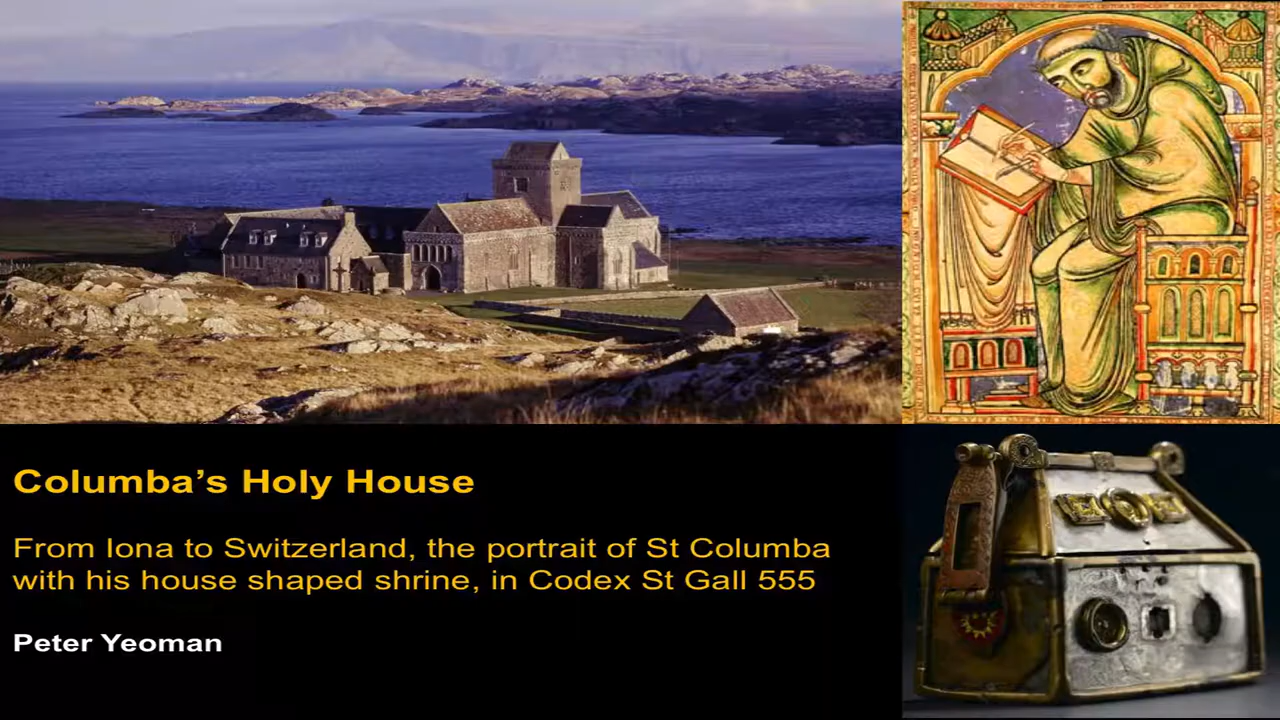 Columba’s Holy House
From Iona to Switzerland, the portrait of St Columba
with his house shaped shrine, in Codex St Gall 555
Peter Yeoman